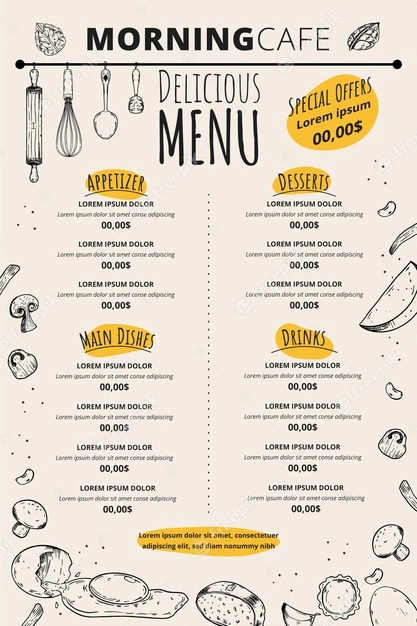 MORNINGCAFE
DELICIOUS
MENU
SPECIAL OFFERS
Lorem ipsum
00,00$
APPETIZER
LOREM IPSUM DOLOR
Lorem ipsum dolor sit amet consectetur adipiscing
00,00$
LOREM IPSUM DOLOR
Lorem ipsum dolor sit amet conse adipiscing
00,00$
LOREM IPSUM DOLOR
Lorem ipsum dolor sit amet conse adipiscing
00,00$
DESSERTS
LOREM IPSUM DOLOR
Lorem ipsum dolor sit amet conse adipiscing
00,00$
LOREM IPSUM DOLOR
Lorem ipsum dolor sit amet conse adipiscing
00,00$
LOREM IPSUM DOLOR
Lorem ipsum dolor sit amet conse adipiscing
00,00$
MAIN DISHES
LOREM IPSUM DOLOR
Lorem ipsum dolor sit amet conse adipiscing
00,00$
LOREM IPSUM DOLOR
Lorem ipsum dolor sit amet conse adipiscing
00,00$
LOREM IPSUM DOLOR
Lorem ipsum dolor sit amet conse adipiscing
00,00$
LOREM IPSUM DOLOR
Lorem ipsum dolor sit amet conse adipiscing
00,00$
DRINKS
LOREM IPSUM DOLOR
Lorem ipsum dolor sit amet conse adipiscing
00,00$
LOREM IPSUM DOLOR
Lorem ipsum dolor sit amet conse adipiscing
00,00$
LOREM IPSUM DOLOR
Lorem ipsum dolor sit amet conse adipiscing
00,00$
LOREM IPSUM DOLOR
Lorem ipsum dolor sit amet conse adipiscing
00,00$
Lorem ipsum dolor sit amet, consectetuer
adipiscing elit, sed diam nonummy nibh